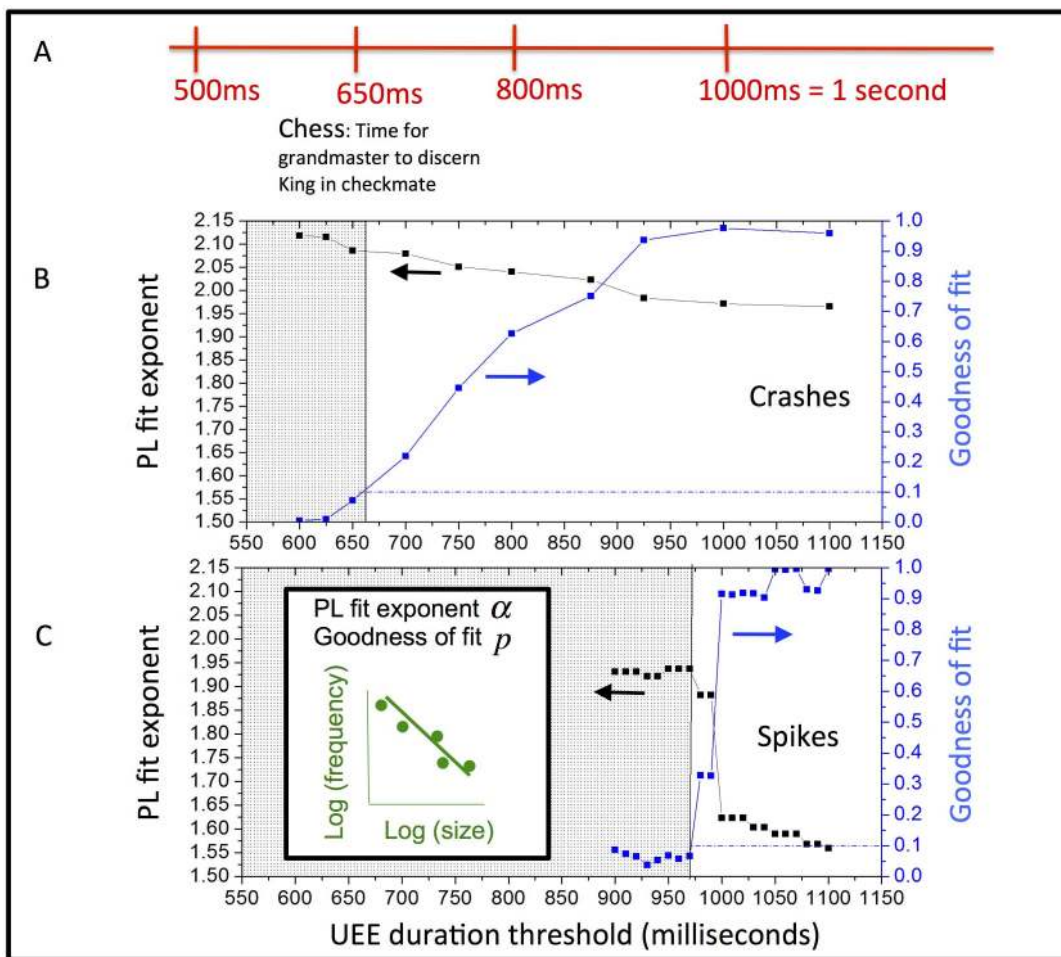 A
500ms 650ms 800ms 1000ms = 1 second
Chess: Time for
grandmaster to discern
King in checkmate
B
PL fit exponent
2.15
2.10
2.05
2.00
1.95
1.90
1.85
1.80
1.75
1.70
1.65
1.60
1.55
1.50
Crashes
1.0
0.9
0.8
0.7
0.6
0.5
0.4
0.3
0.2
0.1
0.0
Goodness of fit
550 600 650 700 750 800 850 900 950 1000 1050 1100 1150
C
PL fit exponent
2.15
2.10
2.05
2.00
1.95
1.90
1.85
1.80
1.75
1.70
1.65
1.60
1.55
1.50
PL fit exponent α
Goodness of fit p
Log (frequency)
Log (size)
Spikes
1.0
0.9
0.8
0.7
0.6
0.5
0.4
0.3
0.2
0.1
0.0
Goodness of fit
550 600 650 700 750 800 850 900 950 1000 1050 1100 1150
UEE duration threshold (milliseconds)